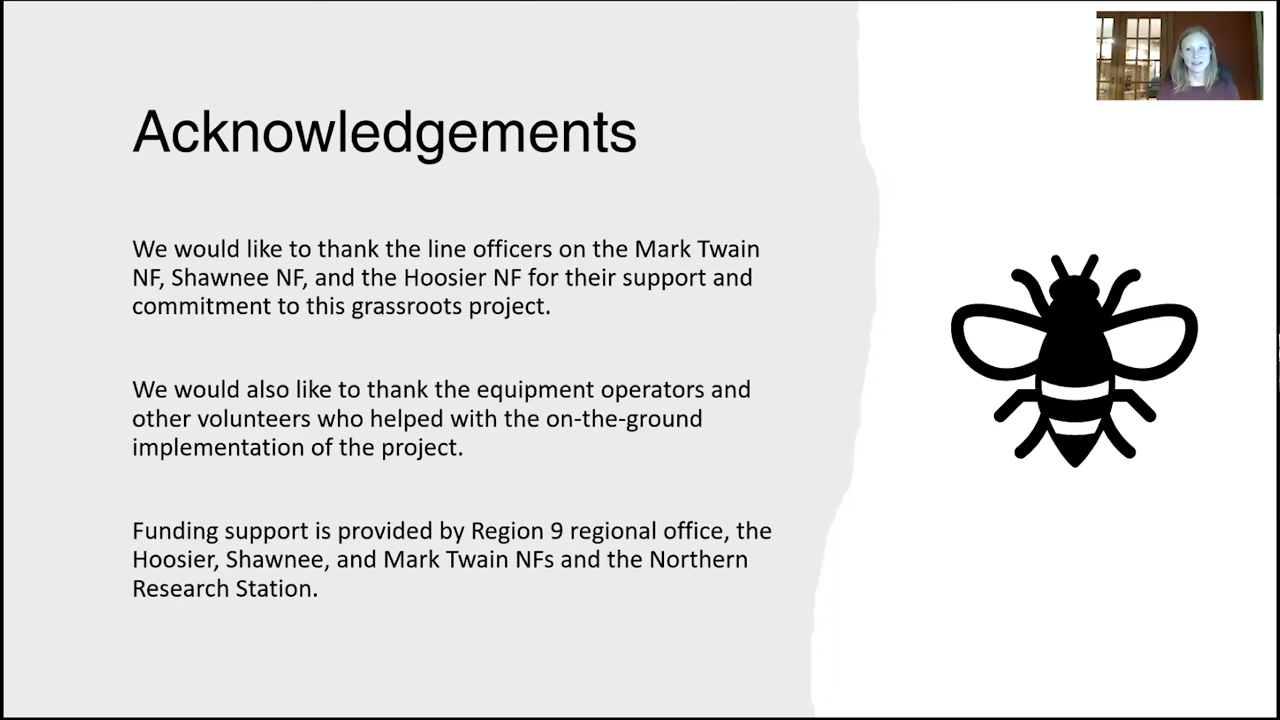 Acknowledgements
We would like to thank the line officers on the Mark Twain
NF, Shawnee NF, and the Hoosier NF for their support and
commitment to this grassroots project.
We would also like to thank the equipment operators and
other volunteers who helped with the on-the-ground
implementation of the project.
Funding support is provided by Region 9 regional office, the
Hoosier, Shawnee, and Mark Twain NFs and the Northern
Research Station.